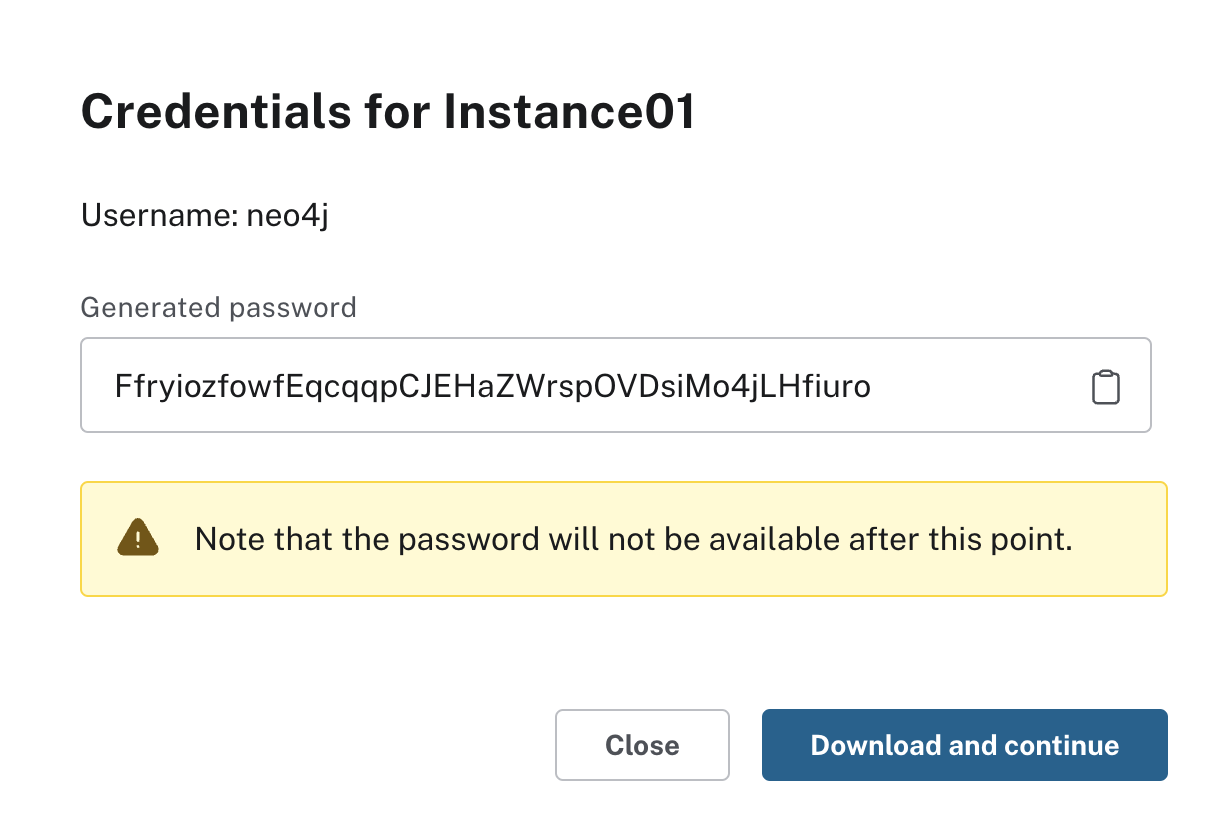 Credentials for Instance01
Username: neo4j
Generated password
FfryiozfowfEqcqqpCJEHaZWrspOVDsiMo4jLHfiuro
Note that the password will not be available after this point.
Close
Download and continue